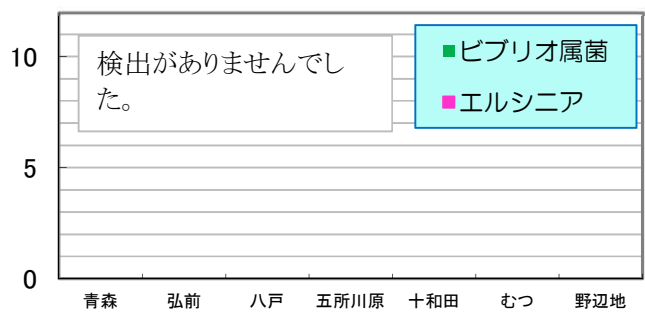 10
5
0
検出がありませんでし
た。
ビブリオ属菌
エルシニア
青森 弘前 八戸 五所川原 十和田 むつ 野辺地